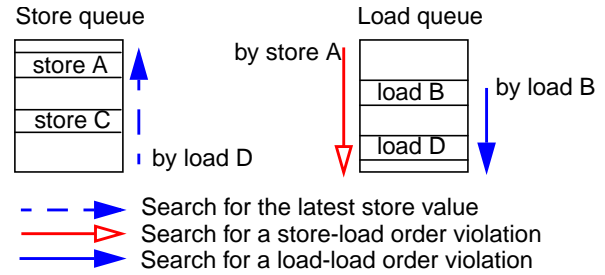 Store queue
Load queue
store A
by store A
load B
by load B
store C
load D
by load D
Search for the latest store value
Search for a store-load order violation
Search for a load-load order violation